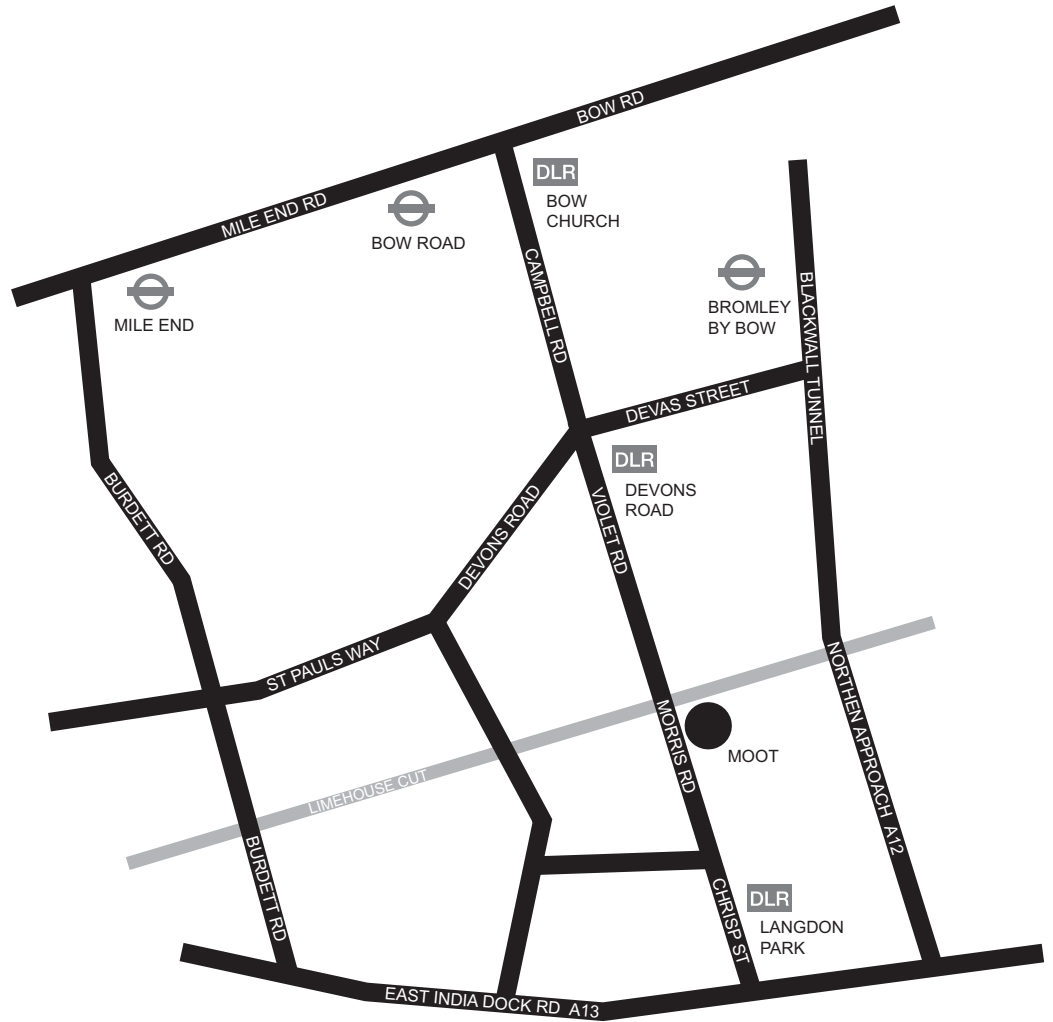 BOW RD
DLR
BOW
CHURCH
MILE END RD
BOW ROAD
MILE END
CAMPBELL RD
BROMLEY
BY BOW
BLACKWALL TUNNEL
DEVAS STREET
DLR
DEVONS
ROAD
BURDETT RD
DEVONS ROAD
VIOLET RD
ST PAULS WAY
NORTHEN APPROACH A12
MORRIS RD
MOOT
LIMEHOUSE CUT
BURDETT RD
CHRISP ST
DLR
LANGDON
PARK
EAST INDIA DOCK RD A13